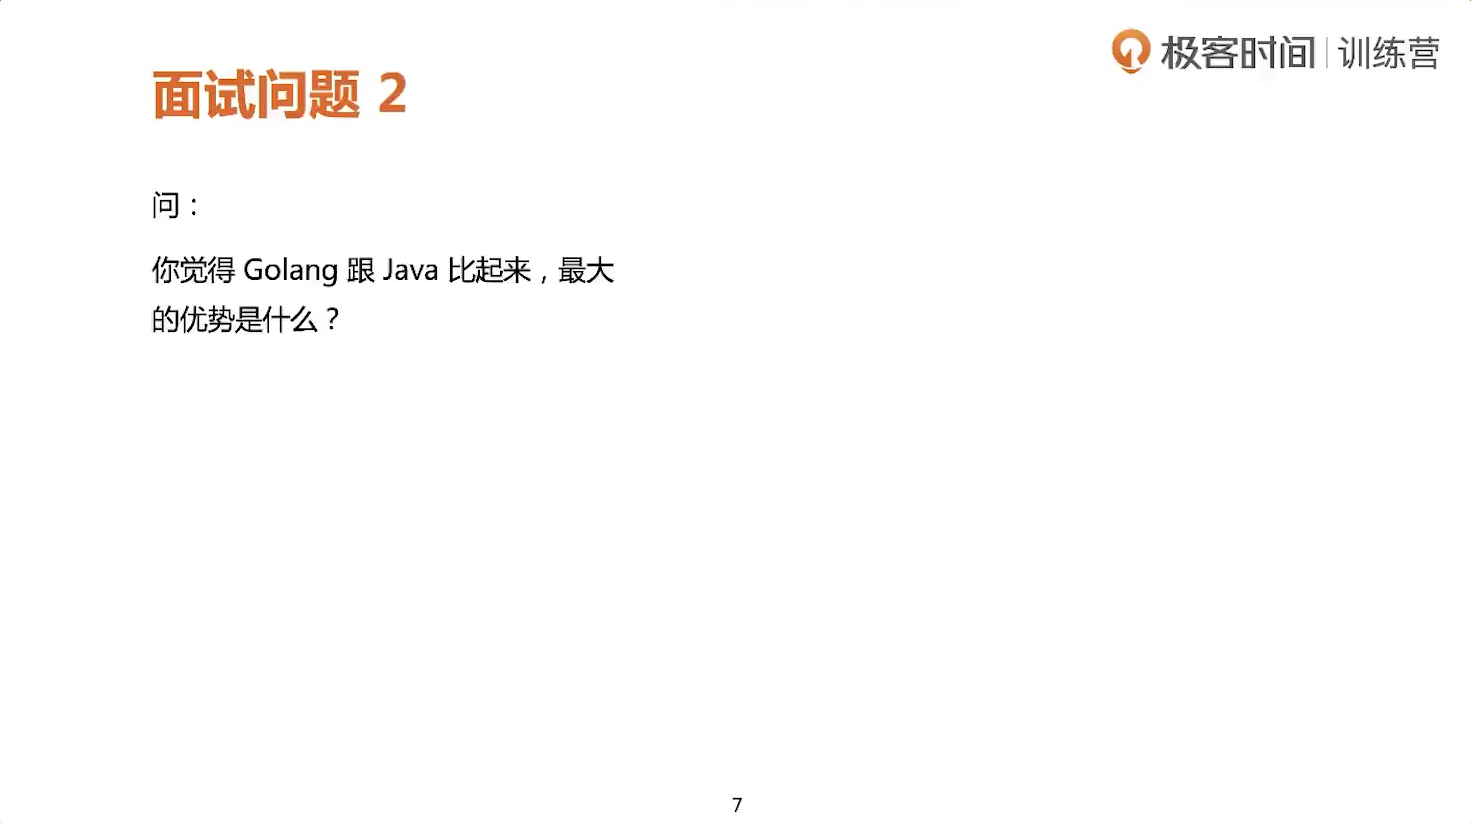 极客时间 | 训练营
面试问题 2
问：
你觉得 Golang 跟 Java 比起来，最大
的优势是什么？
7